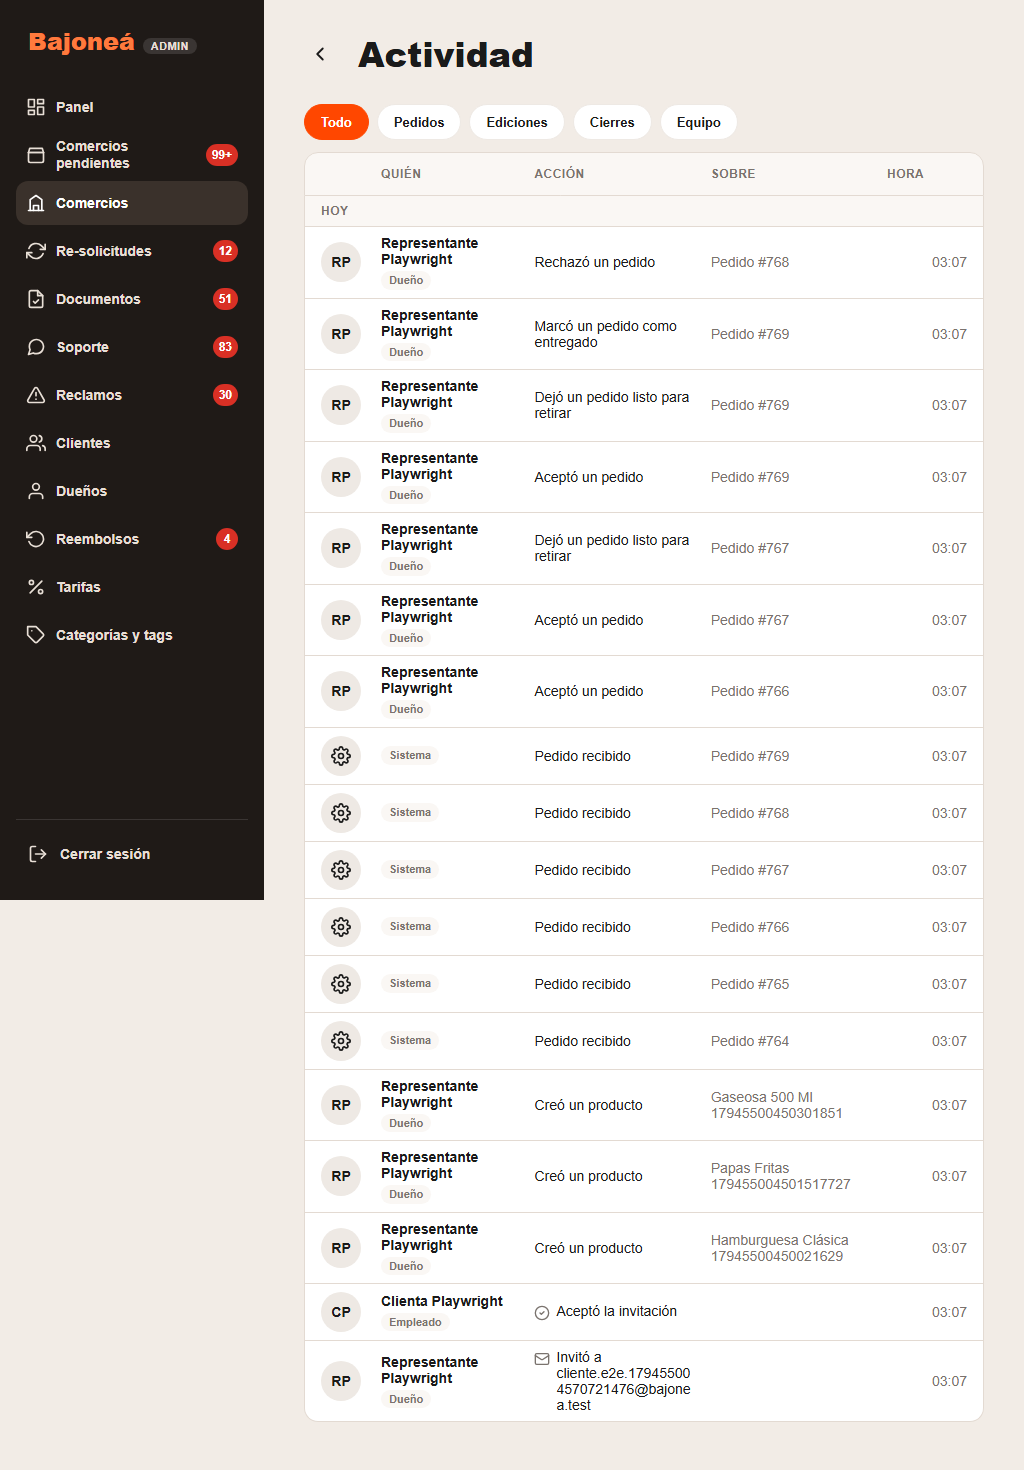 Bajoneá ADMIN
Panel
Comercios
pendientes
99+
Comercios
Re-solicitudes 12
Documentos 51
Soporte 83
Reclamos 30
Clientes
Dueños
Reembolsos 4
Tarifas
Categorías y tags
Cerrar sesión
Actividad
Todo Pedidos Ediciones Cierres Equipo
QUIÉN ACCIÓN SOBRE HORA
HOY
RP Representante
Playwright
Dueño
Rechazó un pedido Pedido #768 03:07
RP Representante
Playwright
Dueño
Marcó un pedido como
entregado
Pedido #769 03:07
RP Representante
Playwright
Dueño
Dejó un pedido listo para
retirar
Pedido #769 03:07
RP Representante
Playwright
Dueño
Aceptó un pedido Pedido #769 03:07
RP Representante
Playwright
Dueño
Dejó un pedido listo para
retirar
Pedido #767 03:07
RP Representante
Playwright
Dueño
Aceptó un pedido Pedido #767 03:07
RP Representante
Playwright
Dueño
Aceptó un pedido Pedido #766 03:07
Sistema Pedido recibido Pedido #769 03:07
Sistema Pedido recibido Pedido #768 03:07
Sistema Pedido recibido Pedido #767 03:07
Sistema Pedido recibido Pedido #766 03:07
Sistema Pedido recibido Pedido #765 03:07
Sistema Pedido recibido Pedido #764 03:07
RP Representante
Playwright
Dueño
Creó un producto
Gaseosa 500 Ml
17945500450301851
03:07
RP Representante
Playwright
Dueño
Creó un producto
Papas Fritas
179455004501517727
03:07
RP Representante
Playwright
Dueño
Creó un producto
Hamburguesa Clásica
17945500450021629
03:07
CP Clienta Playwright
Empleado
Aceptó la invitación 03:07
RP Representante
Playwright
Dueño
Invitó a
cliente.e2e.17945500
4570721476@bajone
a.test
03:07